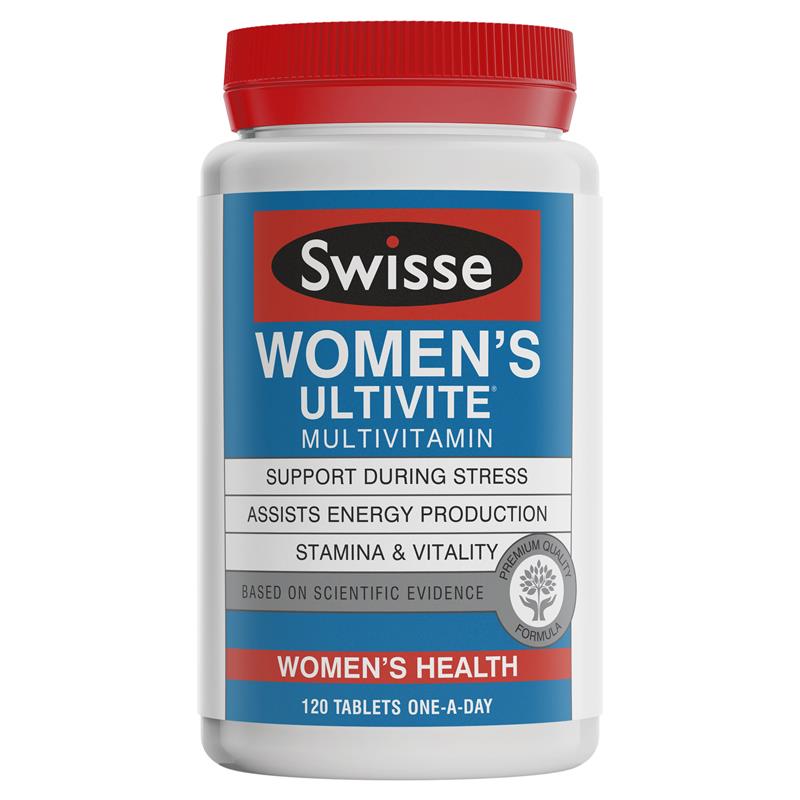 Swisse
WOMEN'S
ULTIVITE®
MULTIVITAMIN
SUPPORT DURING STRESS
ASSISTS ENERGY PRODUCTION
STAMINA & VITALITY
BASED ON SCIENTIFIC EVIDENCE
PREMIUM QUALITY
FORMULA
WOMEN'S HEALTH
120 TABLETS ONE-A-DAY